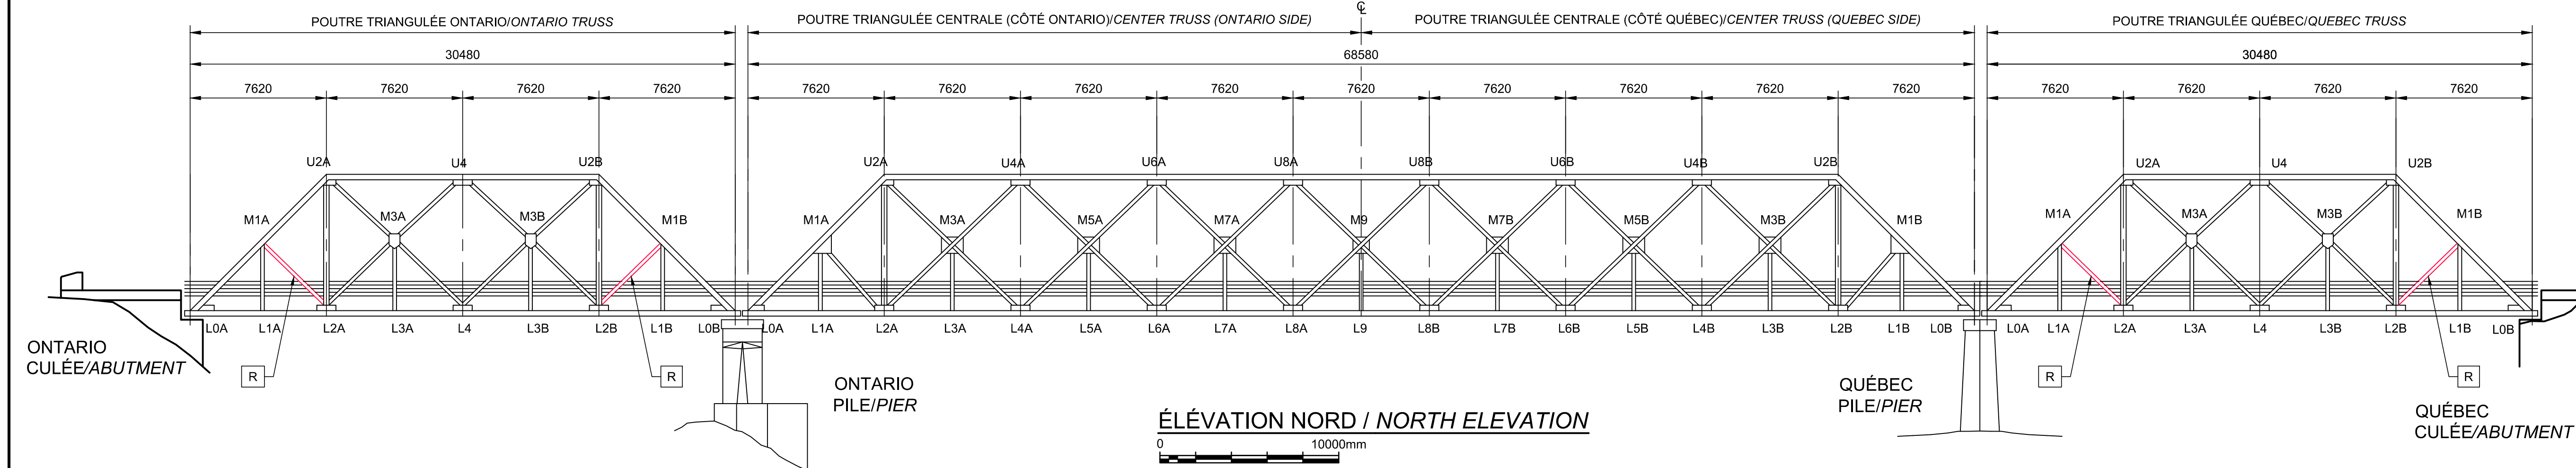 POUTRE TRIANGULÉE ONTARIO/ONTARIO TRUSS
POUTRE TRIANGULÉE CENTRALE (CÔTÉ ONTARIO)/CENTER TRUSS (ONTARIO SIDE)
℄
POUTRE TRIANGULÉE CENTRALE (CÔTÉ QUÉBEC)/CENTER TRUSS (QUEBEC SIDE)
POUTRE TRIANGULÉE QUÉBEC/QUEBEC TRUSS
30480 68580 30480
7620 7620 7620 7620 7620 7620 7620 7620 7620 7620 7620 7620 7620 7620 7620 7620 7620
U2A U4 U2B U2A U4A U6A U8A U8B U6B U4B U2B U2A U4 U2B
M1A M3A M3B M1B M1A M3A M5A M7A M9 M7B M5B M3B M1B M1A M3A M3B M1B
L0A L1A L2A L3A L4 L3B L2B L1B L0B L0A L1A L2A L3A L4A L5A L6A L7A L8A L9 L8B L7B L6B L5B L4B L3B L2B L1B L0B L0A L1A L2A L3A L4 L3B L2B L1B L0B
ONTARIO
CULÉE/ABUTMENT
R R R R
ONTARIO
PILE/PIER
QUÉBEC
PILE/PIER
QUÉBEC
CULÉE/ABUTMENT
ÉLÉVATION NORD / NORTH ELEVATION
0 10000mm